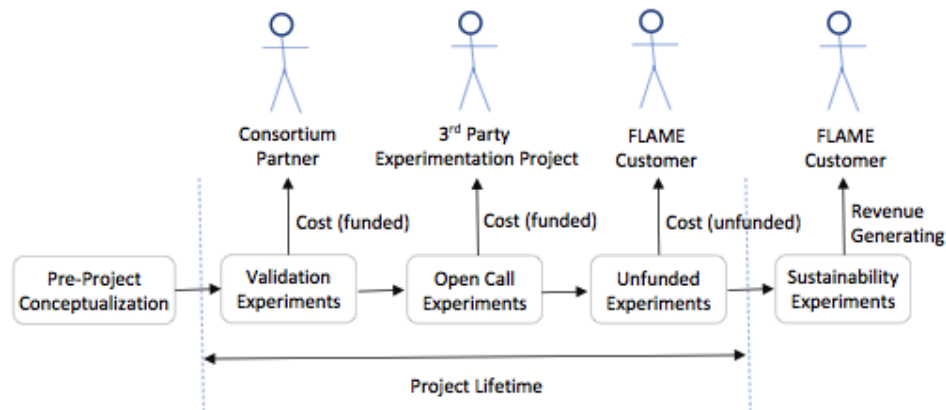 Consortium
Partner
3rd Party
Experimentation Project
FLAME
Customer
FLAME
Customer
Cost (funded)
Cost (funded)
Cost (unfunded)
Revenue
Generating
Pre-Project
Conceptualization
Validation
Experiments
Open Call
Experiments
Unfunded
Experiments
Sustainability
Experiments
Project Lifetime